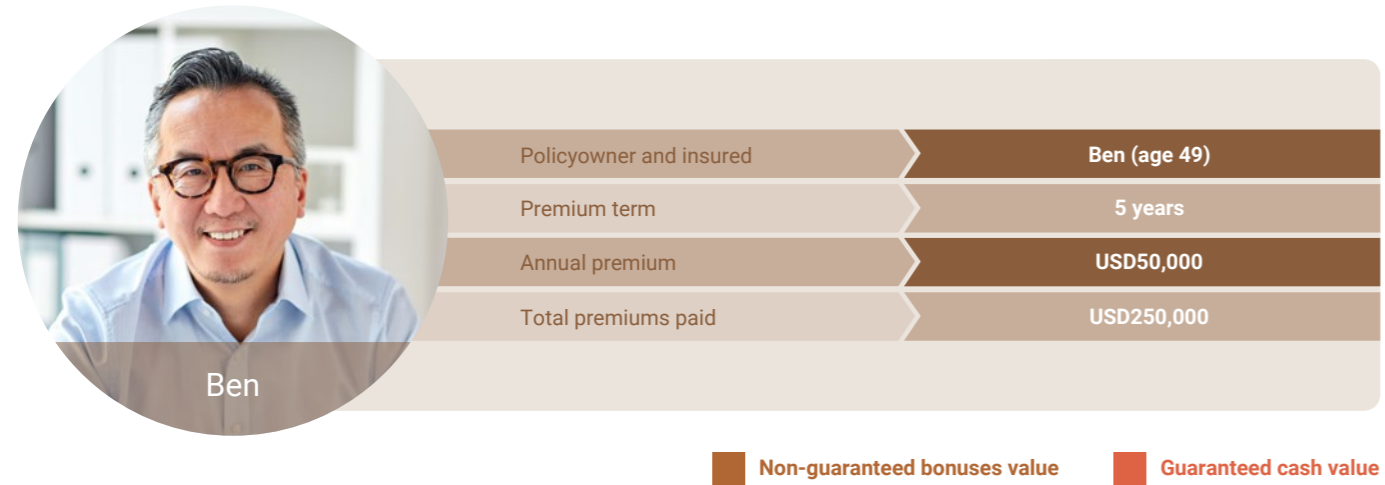 Policyowner and insured Ben (age 49)
Premium term 5 years
Annual premium USD50,000
Total premiums paid USD250,000
Ben
Non-guaranteed bonuses value Guaranteed cash value